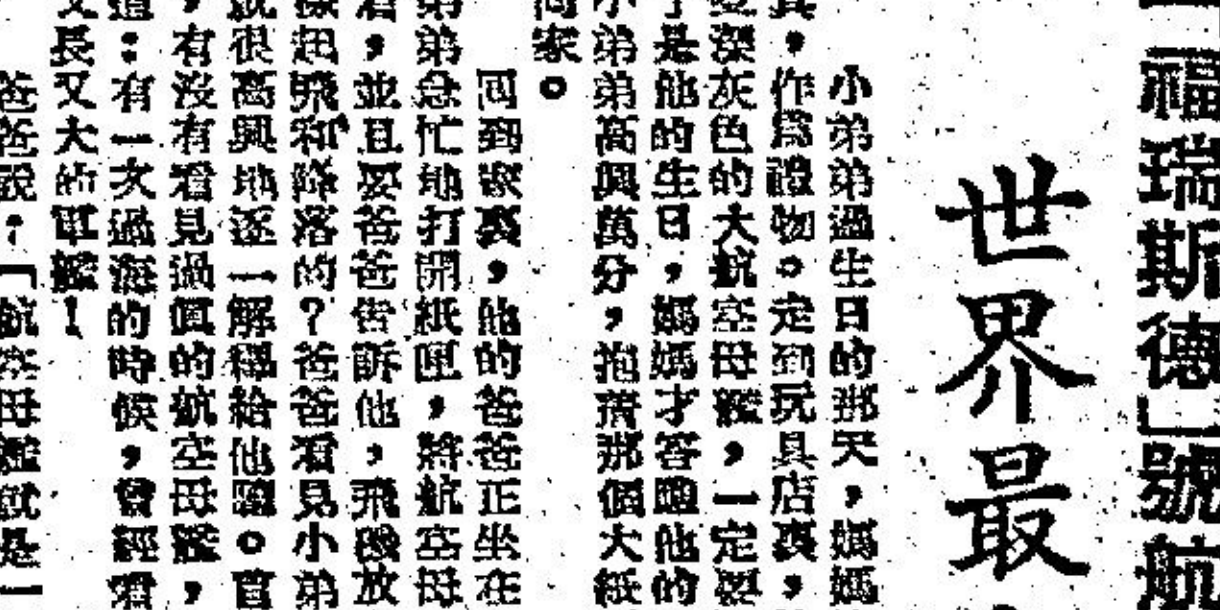 「福瑞斯德」號航
世界最
小弟弟過生日的那天，媽媽
具，作爲禮物。定到玩具店裏，
深灰色的大航空母艦，一定要
于是他的生日，媽媽才答應他的
小弟弟高興萬分，抱着那個大紙
同家。
回到家裏，他的爸爸正坐在
弟弟急忙地打開紙匣，將航空母
着，並且要爸爸告訴他，飛機放
樣起飛和降落的？爸爸看見小弟
就很高興地逐一解釋給他聽。曾
，有沒有看見過眞的航空母艦，
道：有一次過海的時候，曾經看
又長又大的軍艦！
爸爸說：「航空母艦就是一